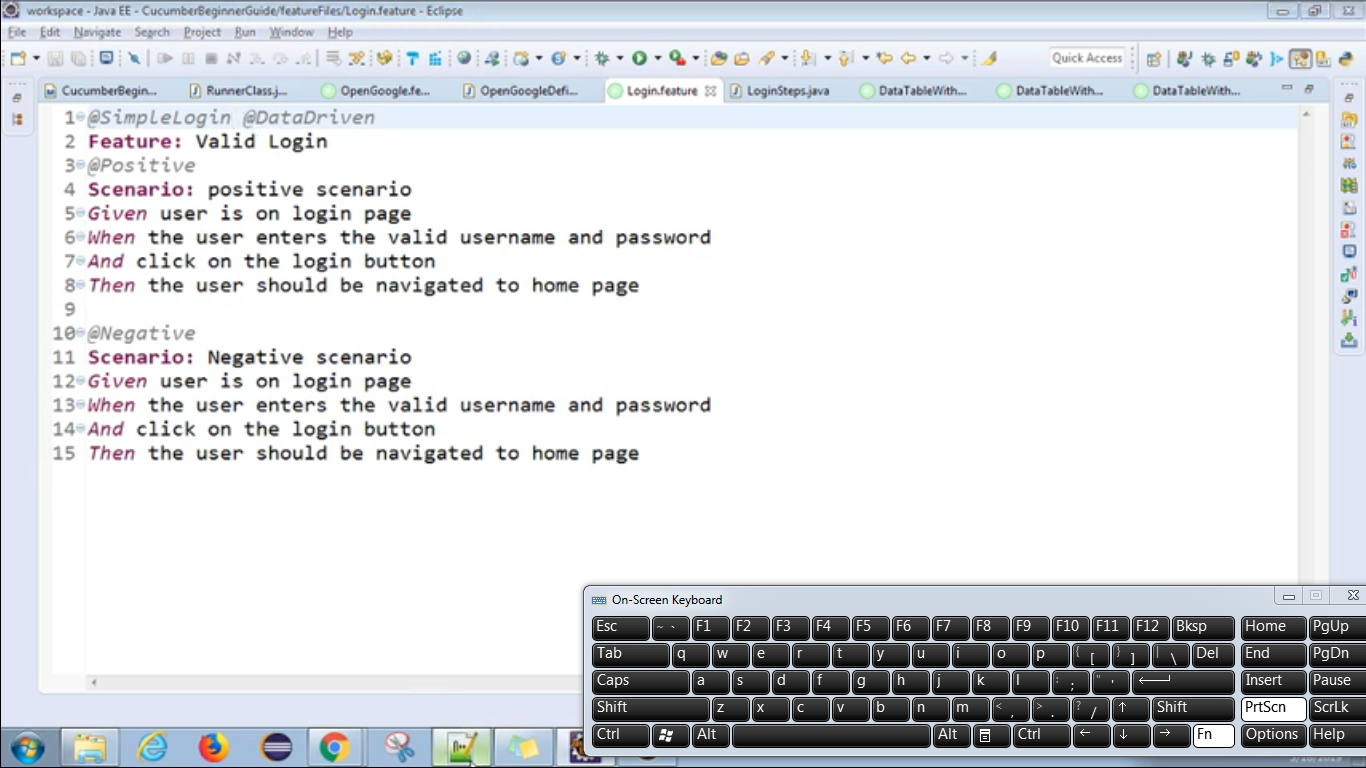 workspace - Java EE - CucumberBeginnerGuide/featureFiles/Login.feature - Eclipse
File Edit Navigate Search Project Run Window Help
Quick Access
CucumberBegin... RunnerClass.j... OpenGoogle.fe... OpenGoogleDefi... Login.feature LoginSteps.java DataTableWith... DataTableWith... DataTableWith...
1 @SimpleLogin @DataDriven
2 Feature: Valid Login
3 @Positive
4 Scenario: positive scenario
5 Given user is on login page
6 When the user enters the valid username and password
7 And click on the login button
8 Then the user should be navigated to home page
9
10 @Negative
11 Scenario: Negative scenario
12 Given user is on login page
13 When the user enters the valid username and password
14 And click on the login button
15 Then the user should be navigated to home page
On-Screen Keyboard
Esc ~ ` F1 F2 F3 F4 F5 F6 F7 F8 F9 F10 F11 F12 Bksp Home PgUp
Tab q w e r t y u i o p { [ } ] | \ Del End PgDn
Caps a s d f g h j k l : ; " ' Insert Pause
Shift z x c v b n m < , > . ? / ↑ Shift PrtScn ScrLk
Ctrl Alt Alt Ctrl ← ↓ → Fn Options Help